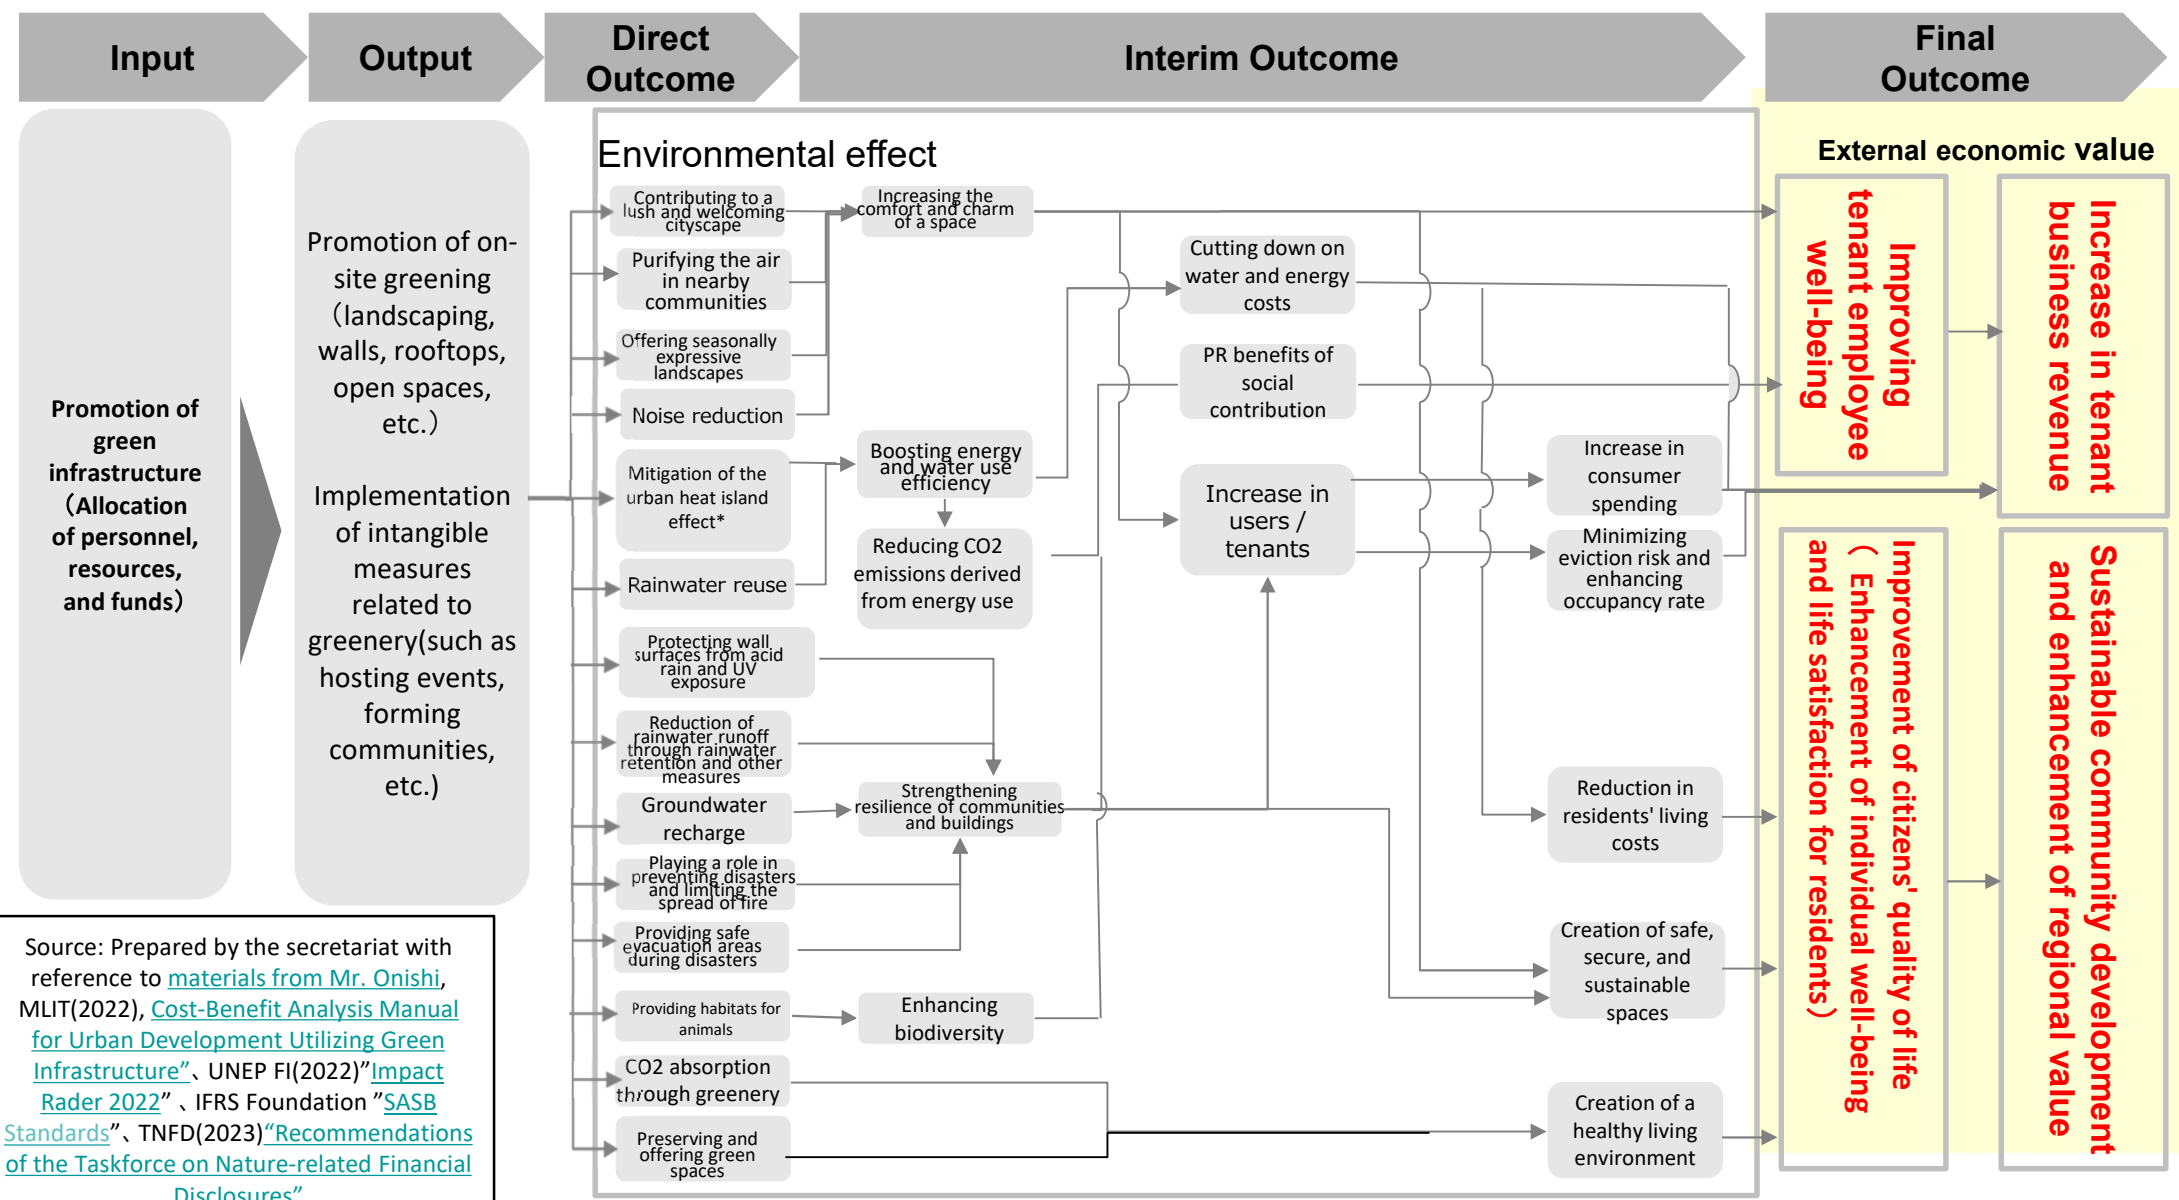 Input
Output
Direct
Outcome
Interim Outcome
Final
Outcome
Promotion of
green
infrastructure
（Allocation
of personnel,
resources,
and funds）
Promotion of on-
site greening
（landscaping,
walls, rooftops,
open spaces,
etc.）
Implementation
of intangible
measures
related to
greenery(such as
hosting events,
forming
communities,
etc.)
Environmental effect
Contributing to a
lush and welcoming
cityscape
Purifying the air
in nearby
communities
Offering seasonally
expressive
landscapes
Noise reduction
Mitigation of the
urban heat island
effect*
Rainwater reuse
Protecting wall
surfaces from acid
rain and UV
exposure
Reduction of
rainwater runoff
through rainwater
retention and other
measures
Groundwater
recharge
Playing a role in
preventing disasters
and limiting the
spread of fire
Providing safe
evacuation areas
during disasters
Providing habitats for
animals
CO2 absorption
through greenery
Preserving and
offering green
spaces
Increasing the
comfort and charm
of a space
Boosting energy
and water use
efficiency
Reducing CO2
emissions derived
from energy use
Strengthening
resilience of communities
and buildings
Enhancing
biodiversity
Cutting down on
water and energy
costs
PR benefits of
social
contribution
Increase in
users /
tenants
Increase in
consumer
spending
Minimizing
eviction risk and
enhancing
occupancy rate
Reduction in
residents' living
costs
Creation of safe,
secure, and
sustainable
spaces
Creation of a
healthy living
environment
External economic value
Improving
tenant employee
well-being
Increase in tenant
business revenue
Improvement of citizens' quality of life
（ Enhancement of individual well-being
and life satisfaction for residents）
Sustainable community development
and enhancement of regional value
Source: Prepared by the secretariat with
reference to materials from Mr. Onishi,
MLIT(2022), Cost-Benefit Analysis Manual
for Urban Development Utilizing Green
Infrastructure”、UNEP FI(2022)”Impact
Rader 2022” 、IFRS Foundation ”SASB
Standards”、TNFD(2023)“Recommendations
of the Taskforce on Nature-related Financial
Disclosures”